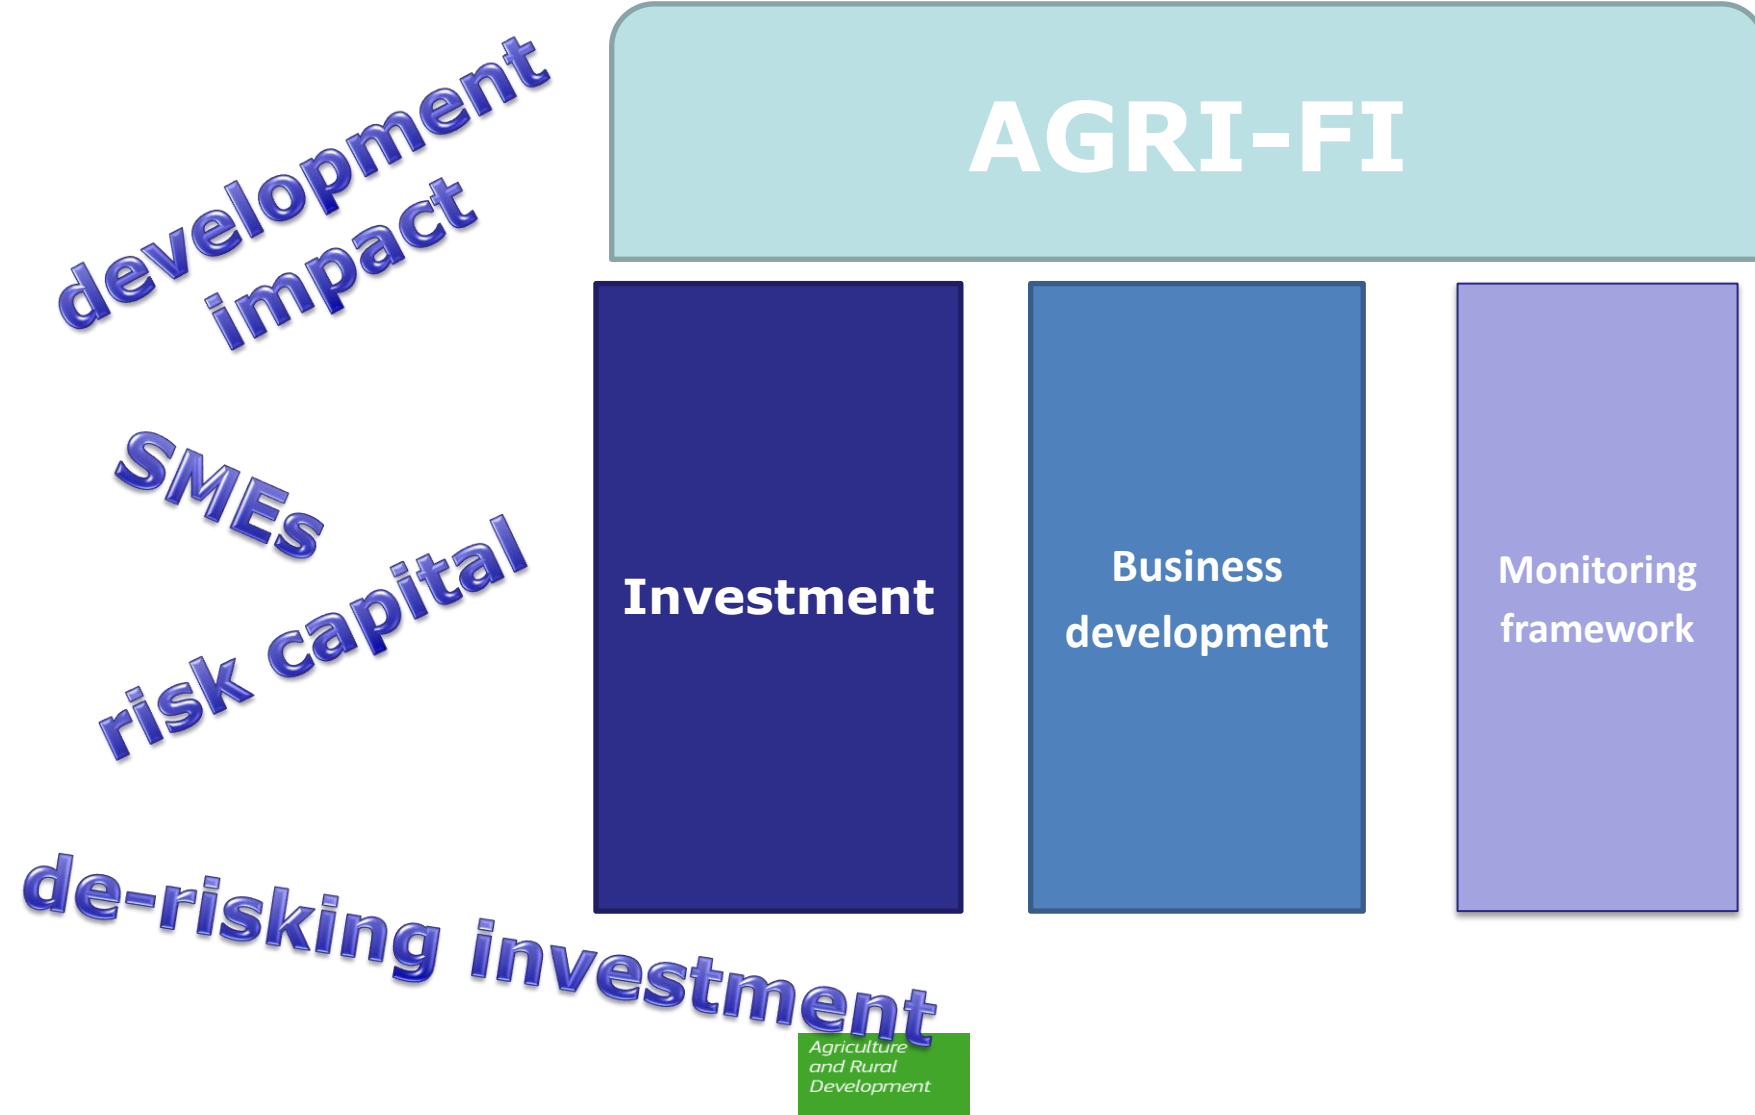 development
impact
SMEs
risk capital
de-risking investment
AGRI-FI
Investment
Business
development
Monitoring
framework
Agriculture
and Rural
Development